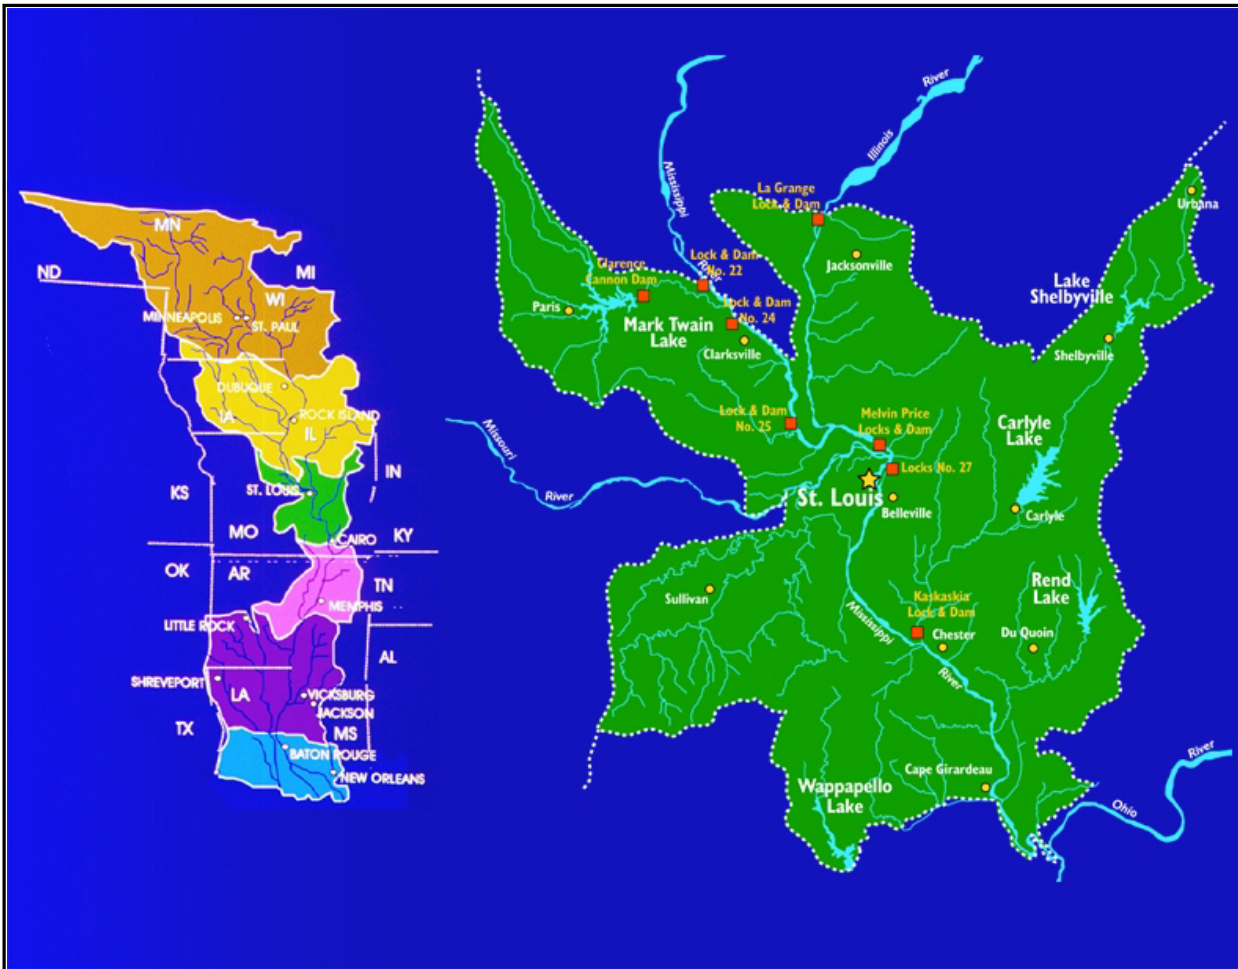 MN
ND
MI
WI
MINNEAPOLIS
ST. PAUL
DUBUQUE
IA
ROCK ISLAND
IL
IN
ST. LOUIS
KS
MO
CAIRO
KY
OK
AR
TN
MEMPHIS
LITTLE ROCK
AL
SHREVEPORT
LA
VICKSBURG
JACKSON
TX
MS
BATON ROUGE
NEW ORLEANS
River
Illinois
Mississippi
River
La Grange
Lock & Dam
Urbana
Jacksonville
Lock & Dam
No. 22
Clarence
Cannon Dam
Lake
Shelbyville
Paris
Mark Twain
Lake
Lock & Dam
No. 24
Clarksville
Shelbyville
Lock & Dam
No. 25
Melvin Price
Locks & Dam
Carlyle
Lake
Missouri
River
Locks No. 27
St. Louis
Belleville
Carlyle
Sullivan
Kaskaskia
Lock & Dam
Rend
Lake
Mississippi
River
Chester
Du Quoin
Cape Girardeau
Wappapello
Lake
River
Ohio